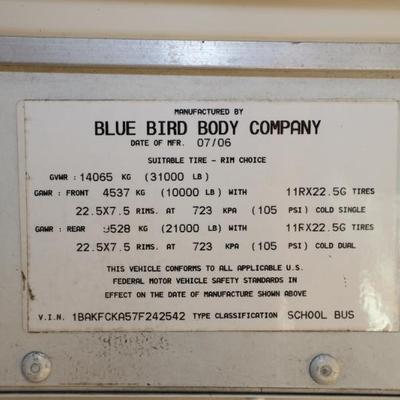 MANUFACTURED BY
BLUE BIRD BODY COMPANY
DATE OF MFR. 07/06
SUITABLE TIRE - RIM CHOICE
GVWR : 14065 KG (31000 LB)
GAWR : FRONT 4537 KG (10000 LB) WITH 11RX22.5G TIRES
22.5X7.5 RIMS. AT 723 KPA (105 PSI) COLD SINGLE
GAWR : REAR 9528 KG (21000 LB) WITH 11RX22.5G TIRES
22.5X7.5 RIMS. AT 723 KPA (105 PSI) COLD DUAL
THIS VEHICLE CONFORMS TO ALL APPLICABLE U.S.
FEDERAL MOTOR VEHICLE SAFETY STANDARDS IN
EFFECT ON THE DATE OF MANUFACTURE SHOWN ABOVE
V.I.N. 1BAKFCKA57F242542 TYPE CLASSIFICATION SCHOOL BUS